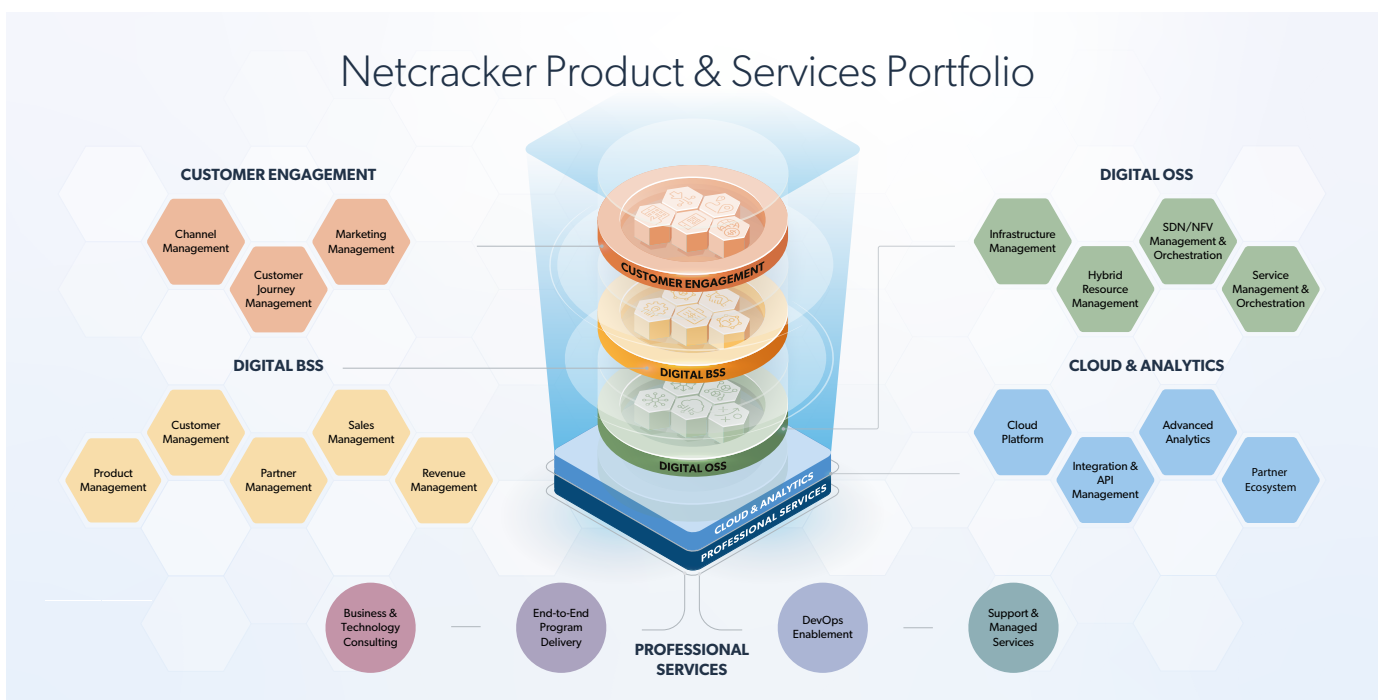 Netcracker Product & Services Portfolio
CUSTOMER ENGAGEMENT
Channel
Management
Marketing
Management
Customer
Journey
Management
DIGITAL BSS
Customer
Management
Sales
Management
Product
Management
Partner
Management
Revenue
Management
CUSTOMER ENGAGEMENT
DIGITAL BSS
DIGITAL OSS
CLOUD & ANALYTICS
PROFESSIONAL SERVICES
DIGITAL OSS
Infrastructure
Management
SDN/NFV
Management &
Orchestration
Hybrid
Resource
Management
Service
Management &
Orchestration
CLOUD & ANALYTICS
Cloud
Platform
Advanced
Analytics
Integration &
API
Management
Partner
Ecosystem
Business &
Technology
Consulting
End-to-End
Program
Delivery
PROFESSIONAL
SERVICES
DevOps
Enablement
Support &
Managed
Services